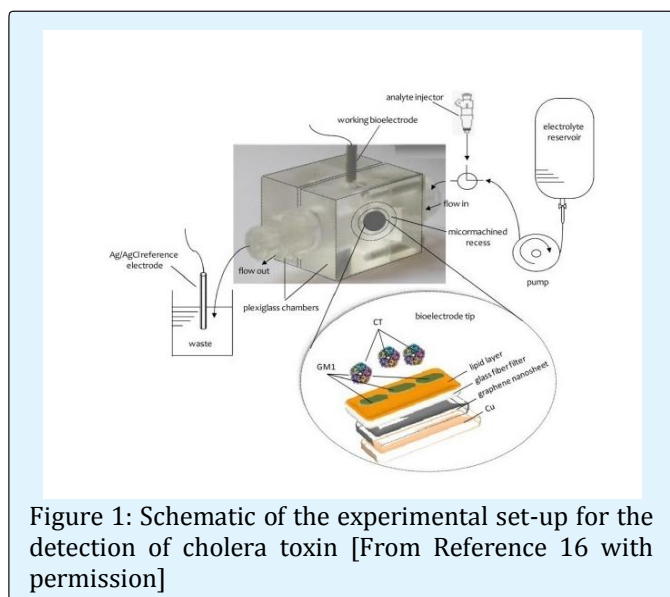 analyte injector
working bioelectrode
electrolyte
reservoir
flow in
micormachined
recess
Ag/AgCl reference
electrode
flow out
plexiglass chambers
pump
waste
bioelectrode tip
CT
GM1
lipid layer
glass fiber filter
graphene nanosheet
Cu
Figure 1: Schematic of the experimental set-up for the
detection of cholera toxin [From Reference 16 with
permission]